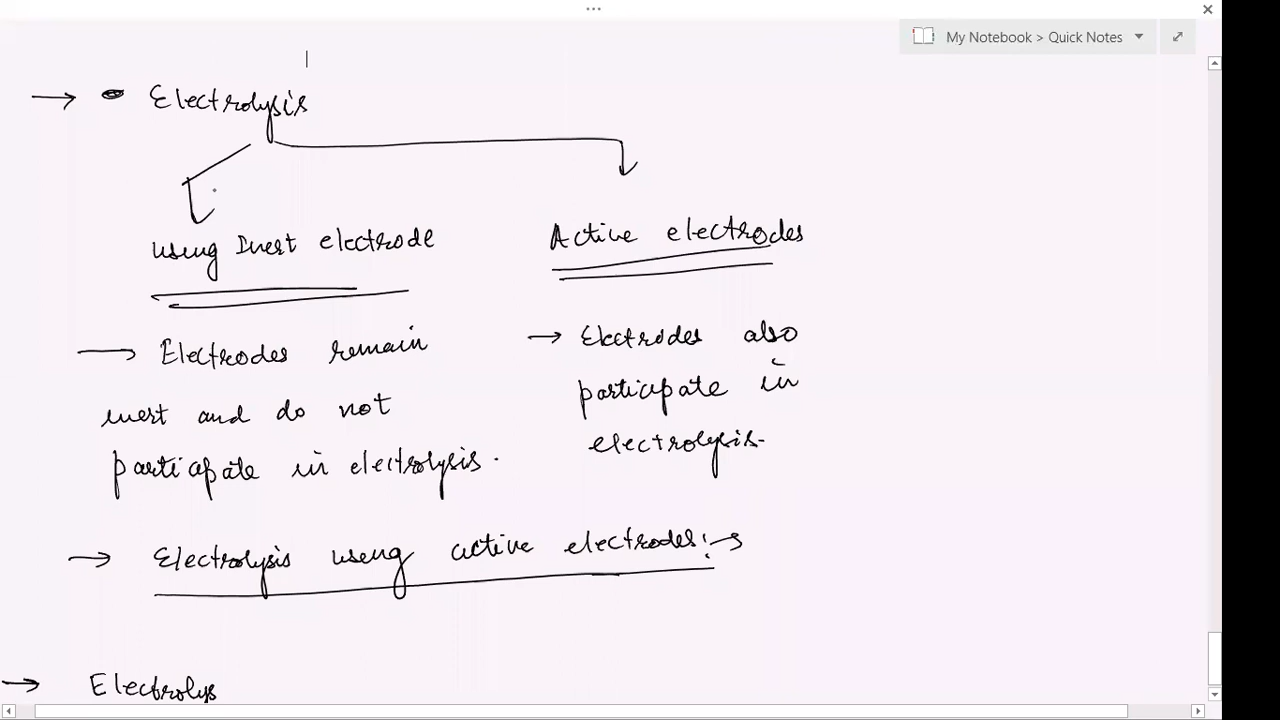 ...
My Notebook > Quick Notes
→ Electrolysis
using Inert electrode
Active electrodes
→ Electrodes remain
inert and do not
participate in electrolysis.
→ Electrodes also
participate in
electrolysis.
→ Electrolysis using active electrodes:→
→ Electrolys